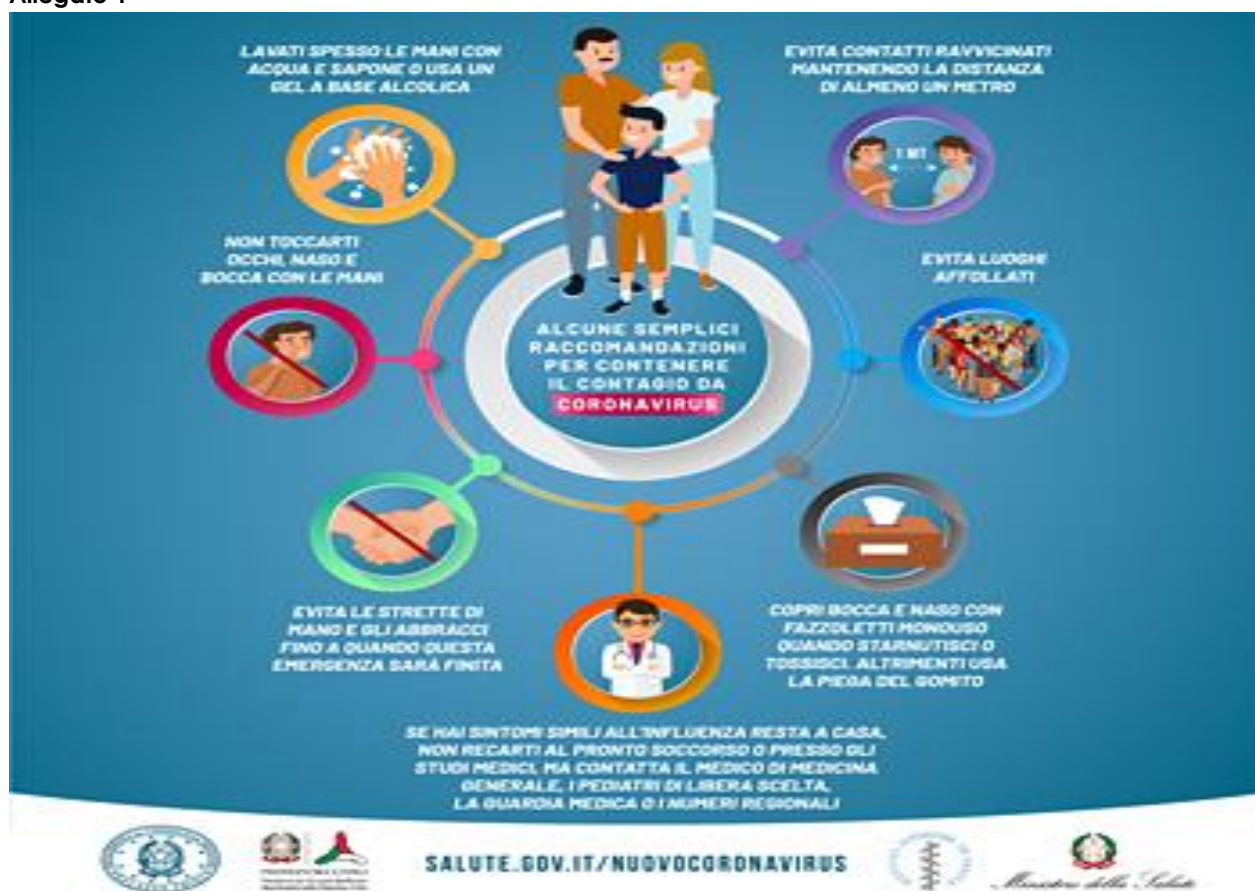 LAVATI SPESSO LE MANI CON
ACQUA E SAPONE O USA UN
GEL A BASE ALCOLICA
EVITA CONTATTI RAVVICINATI
MANTENENDO LA DISTANZA
DI ALMENO UN METRO
1 MT
NON TOCCARTI
OCCHI, NASO E
BOCCA CON LE MANI
EVITA LUOGHI
AFFOLLATI
ALCUNE SEMPLICI
RACCOMANDAZIONI
PER CONTENERE
IL CONTAGIO DA
CORONAVIRUS
EVITA LE STRETTE DI
MANO E GLI ABBRACCI
FINO A QUANDO QUESTA
EMERGENZA SARÀ FINITA
COPRI BOCCA E NASO CON
FAZZOLETTI MONOUSO
QUANDO STARNUTISCI O
TOSSISCI. ALTRIMENTI USA
LA PIEGA DEL GOMITO
SE HAI SINTOMI SIMILI ALL'INFLUENZA RESTA A CASA,
NON RECARTI AL PRONTO SOCCORSO O PRESSO GLI
STUDI MEDICI, MA CONTATTA IL MEDICO DI MEDICINA
GENERALE, I PEDIATRI DI LIBERA SCELTA,
LA GUARDIA MEDICA O I NUMERI REGIONALI
SALUTE.GOV.IT/NUOVOCORONAVIRUS
Ministero della Salute